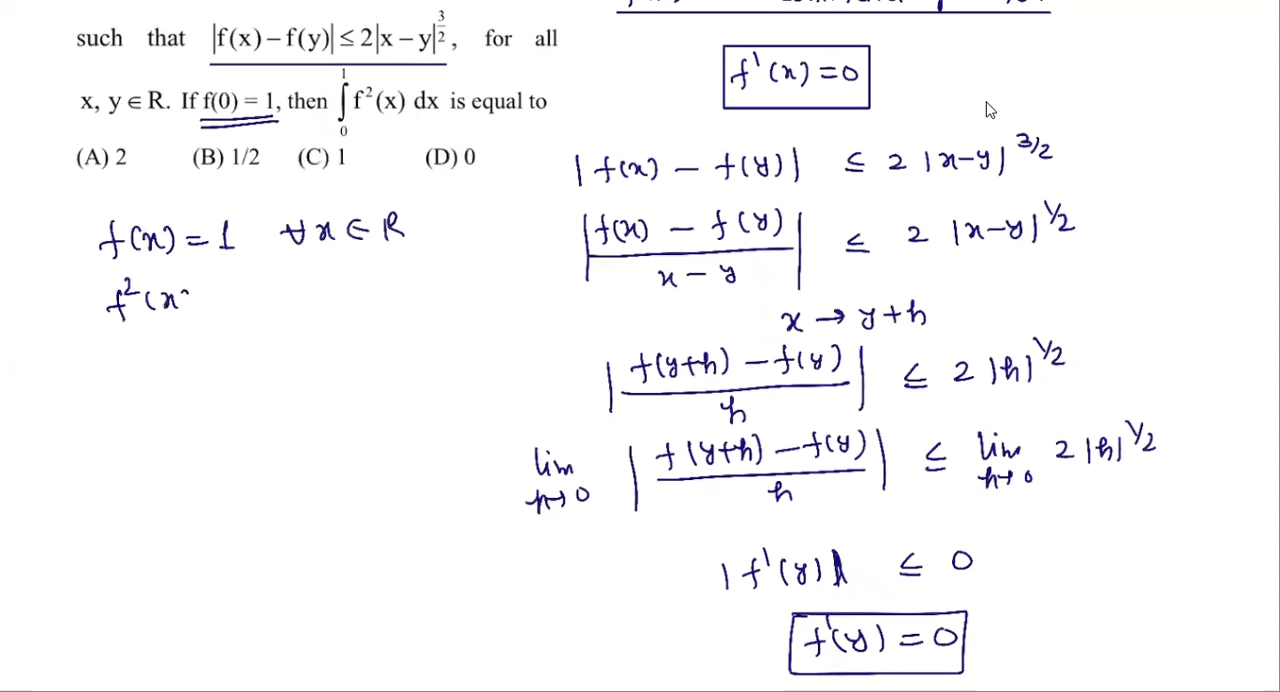 such that |f(x)−f(y)| ≤ 2|x−y|^{3/2}, for all
x, y ∈ R. If f(0) = 1, then ∫₀¹ f²(x) dx is equal to
(A) 2 (B) 1/2 (C) 1 (D) 0
f(x) = 1 ∀ x ∈ R
f²(x
f'(x) = 0
|f(x) − f(y)| ≤ 2 |x−y|^{3/2}
|(f(x) − f(y))/(x − y)| ≤ 2 |x−y|^{1/2}
x → y+h
|(f(y+h) − f(y))/h| ≤ 2 |h|^{1/2}
lim_{h→0} |(f(y+h) − f(y))/h| ≤ lim_{h→0} 2 |h|^{1/2}
|f'(y)| ≤ 0
f'(y) = 0